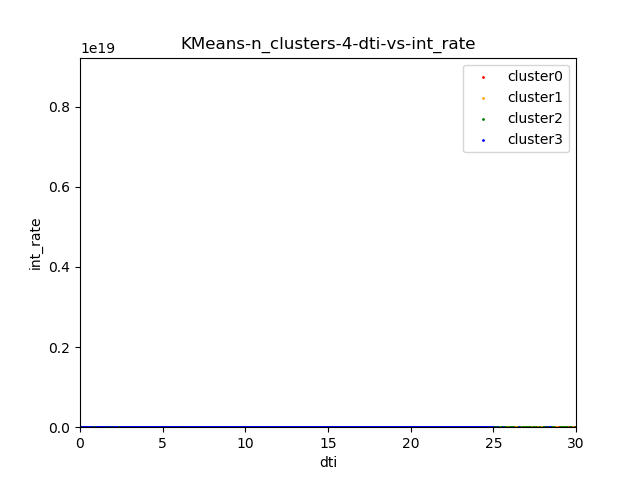 KMeans-n_clusters-4-dti-vs-int_rate
1e19
cluster0
cluster1
cluster2
cluster3
0.8
0.6
0.4
0.2
0.0
int_rate
0 5 10 15 20 25 30
dti